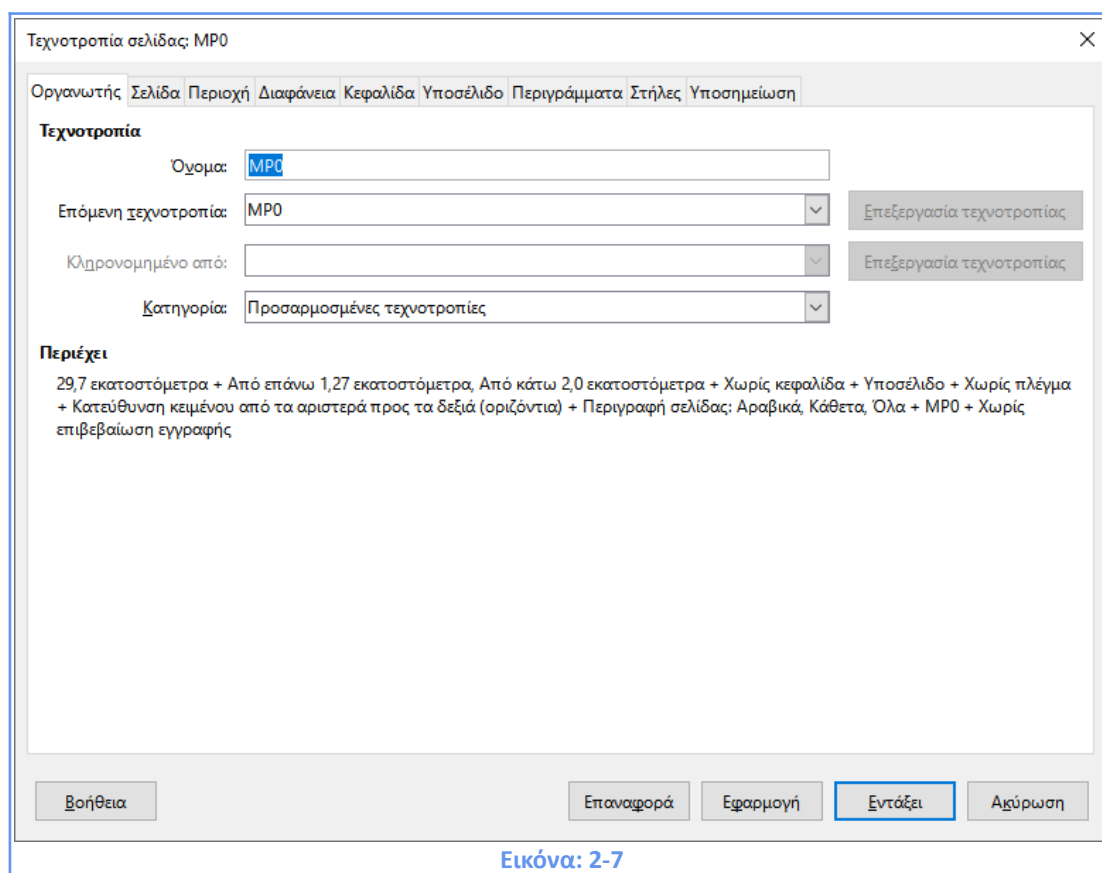 Τεχνοτροπία σελίδας: MP0
Οργανωτής Σελίδα Περιοχή Διαφάνεια Κεφαλίδα Υποσέλιδο Περιγράμματα Στήλες Υποσημείωση
Τεχνοτροπία
Όνομα: MP0
Επόμενη τεχνοτροπία: MP0 Επεξεργασία τεχνοτροπίας
Κληρονομημένο από: Επεξεργασία τεχνοτροπίας
Κατηγορία: Προσαρμοσμένες τεχνοτροπίες
Περιέχει
29,7 εκατοστόμετρα + Από επάνω 1,27 εκατοστόμετρα, Από κάτω 2,0 εκατοστόμετρα + Χωρίς κεφαλίδα + Υποσέλιδο + Χωρίς πλέγμα
+ Κατεύθυνση κειμένου από τα αριστερά προς τα δεξιά (οριζόντια) + Περιγραφή σελίδας: Αραβικά, Κάθετα, Όλα + MP0 + Χωρίς
επιβεβαίωση εγγραφής
Βοήθεια Επαναφορά Εφαρμογή Εντάξει Ακύρωση
Εικόνα: 2-7